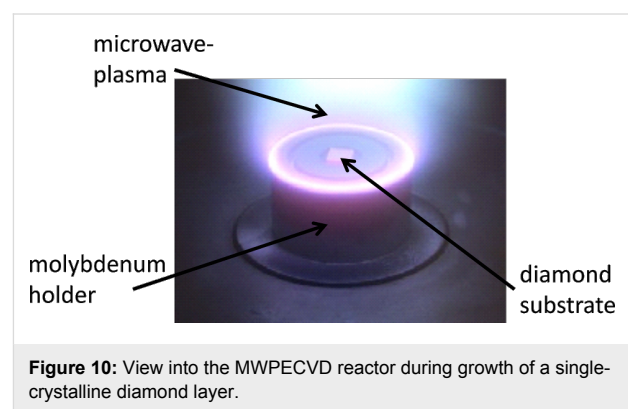 microwave-
plasma
molybdenum
holder
diamond
substrate
Figure 10: View into the MWPECVD reactor during growth of a single-
crystalline diamond layer.